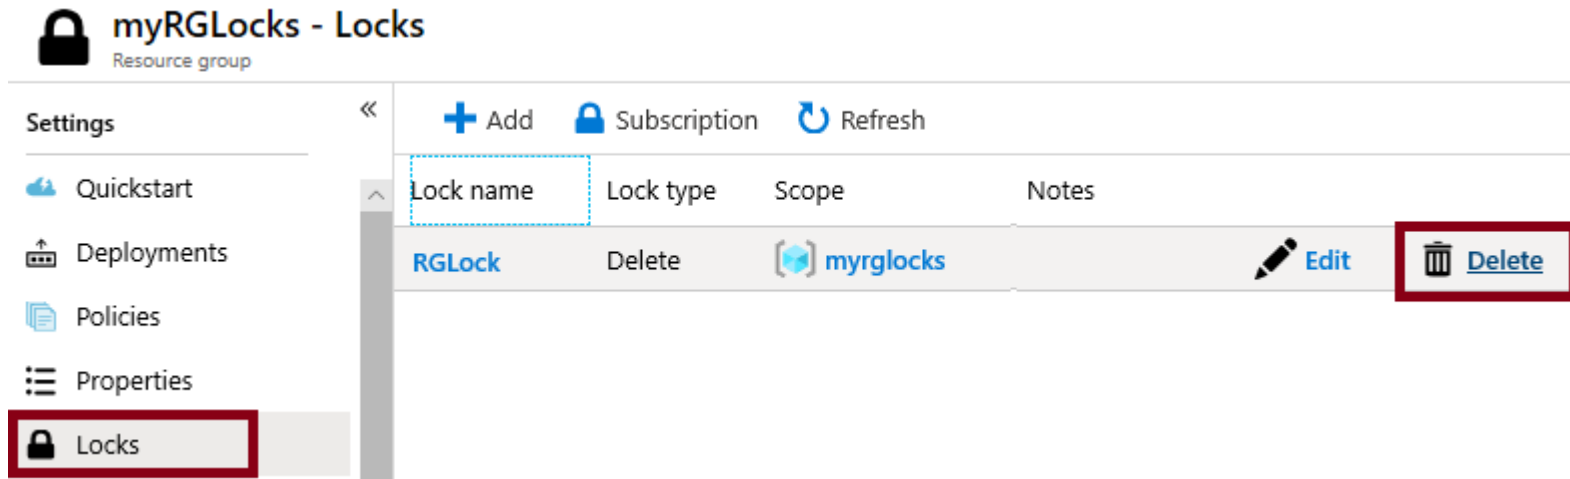 myRGLocks - Locks
Resource group
Settings
«
Quickstart
Deployments
Policies
Properties
Locks
Add Subscription Refresh
Lock name Lock type Scope Notes
RGLock Delete myrglocks Edit Delete